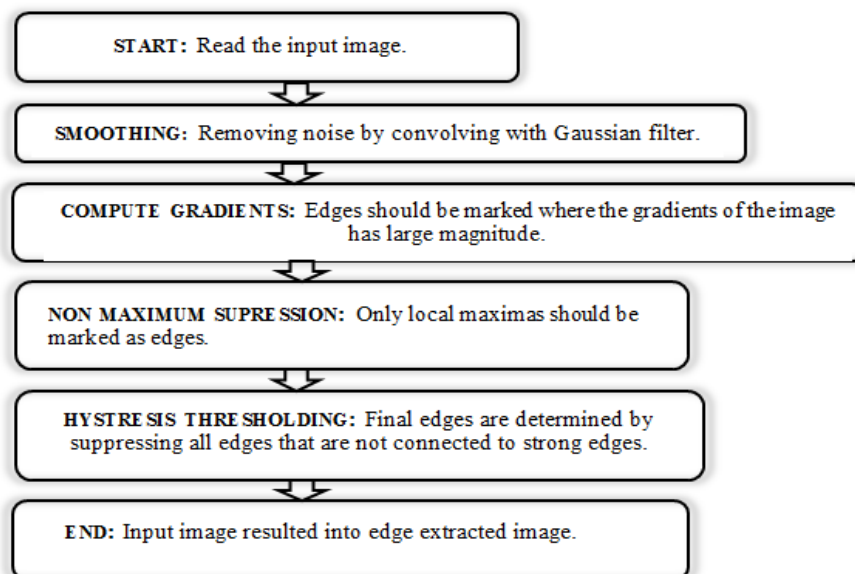 START: Read the input image.
SMOOTHING: Removing noise by convolving with Gaussian filter.
COMPUTE GRADIENTS: Edges should be marked where the gradients of the image
has large magnitude.
NON MAXIMUM SUPRESSION: Only local maximas should be
marked as edges.
HYSTRESIS THRESHOLDING: Final edges are determined by
suppressing all edges that are not connected to strong edges.
END: Input image resulted into edge extracted image.